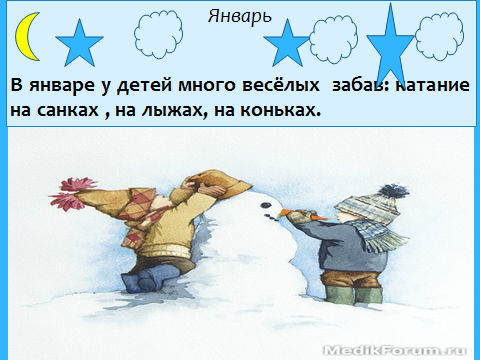 Январь
В январе у детей много весёлых забав: катание
на санках , на лыжах, на коньках.
MedikForum.ru